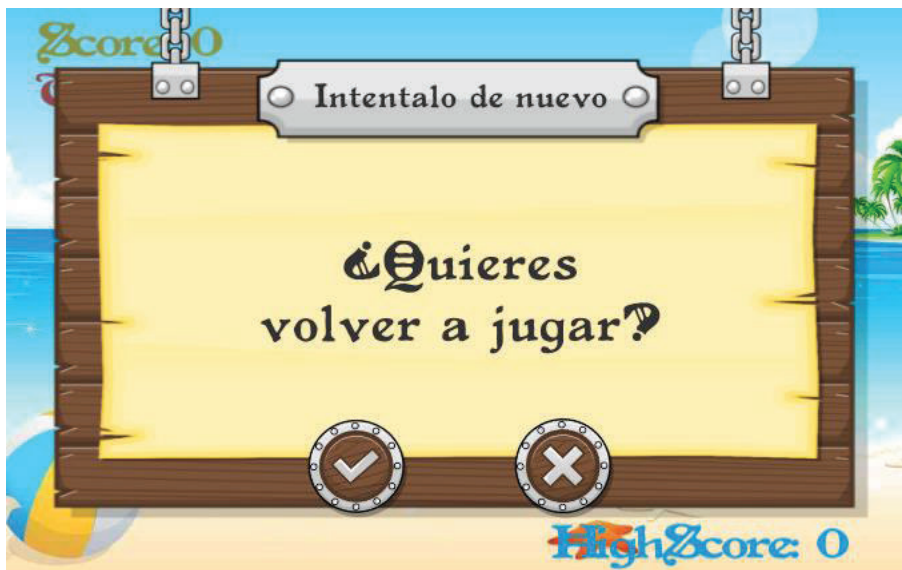 Score: 0
Intentalo de nuevo
¿Quieres
volver a jugar?
HighScore: 0